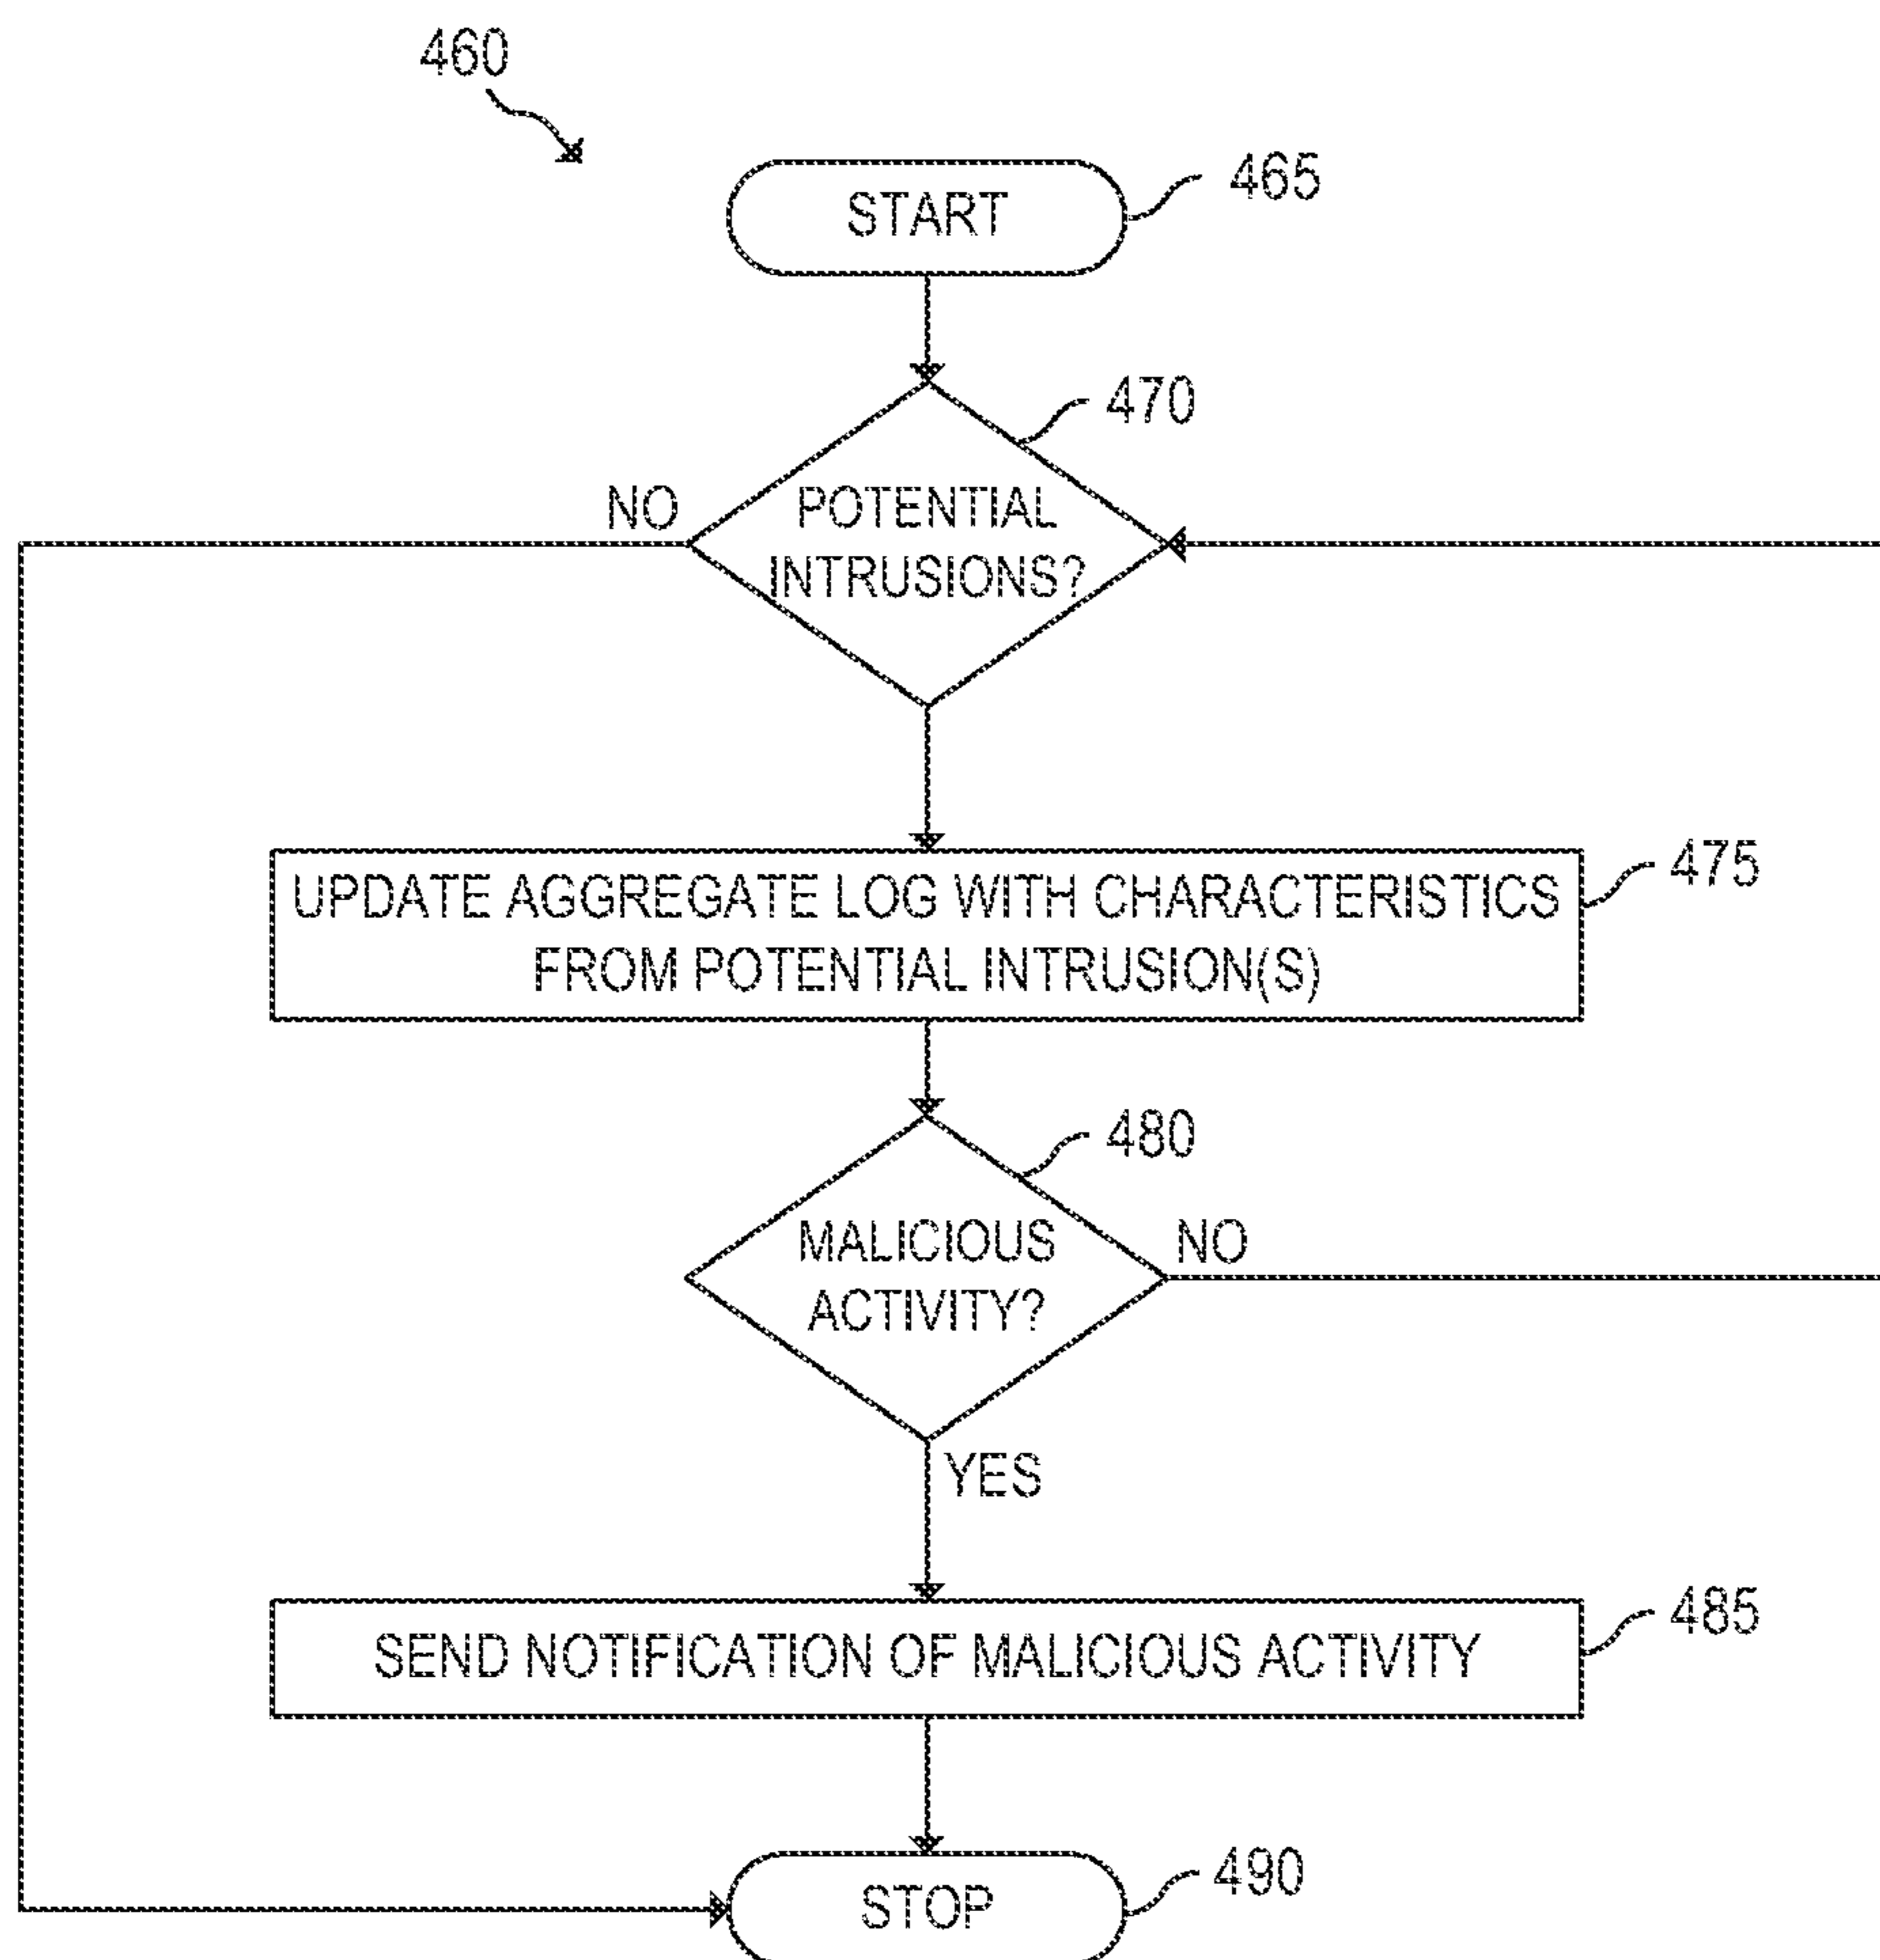 460
START
465
470
NO
POTENTIAL
INTRUSIONS?
UPDATE AGGREGATE LOG WITH CHARACTERISTICS
FROM POTENTIAL INTRUSION(S)
475
480
MALICIOUS
ACTIVITY?
NO
YES
SEND NOTIFICATION OF MALICIOUS ACTIVITY
485
STOP
490